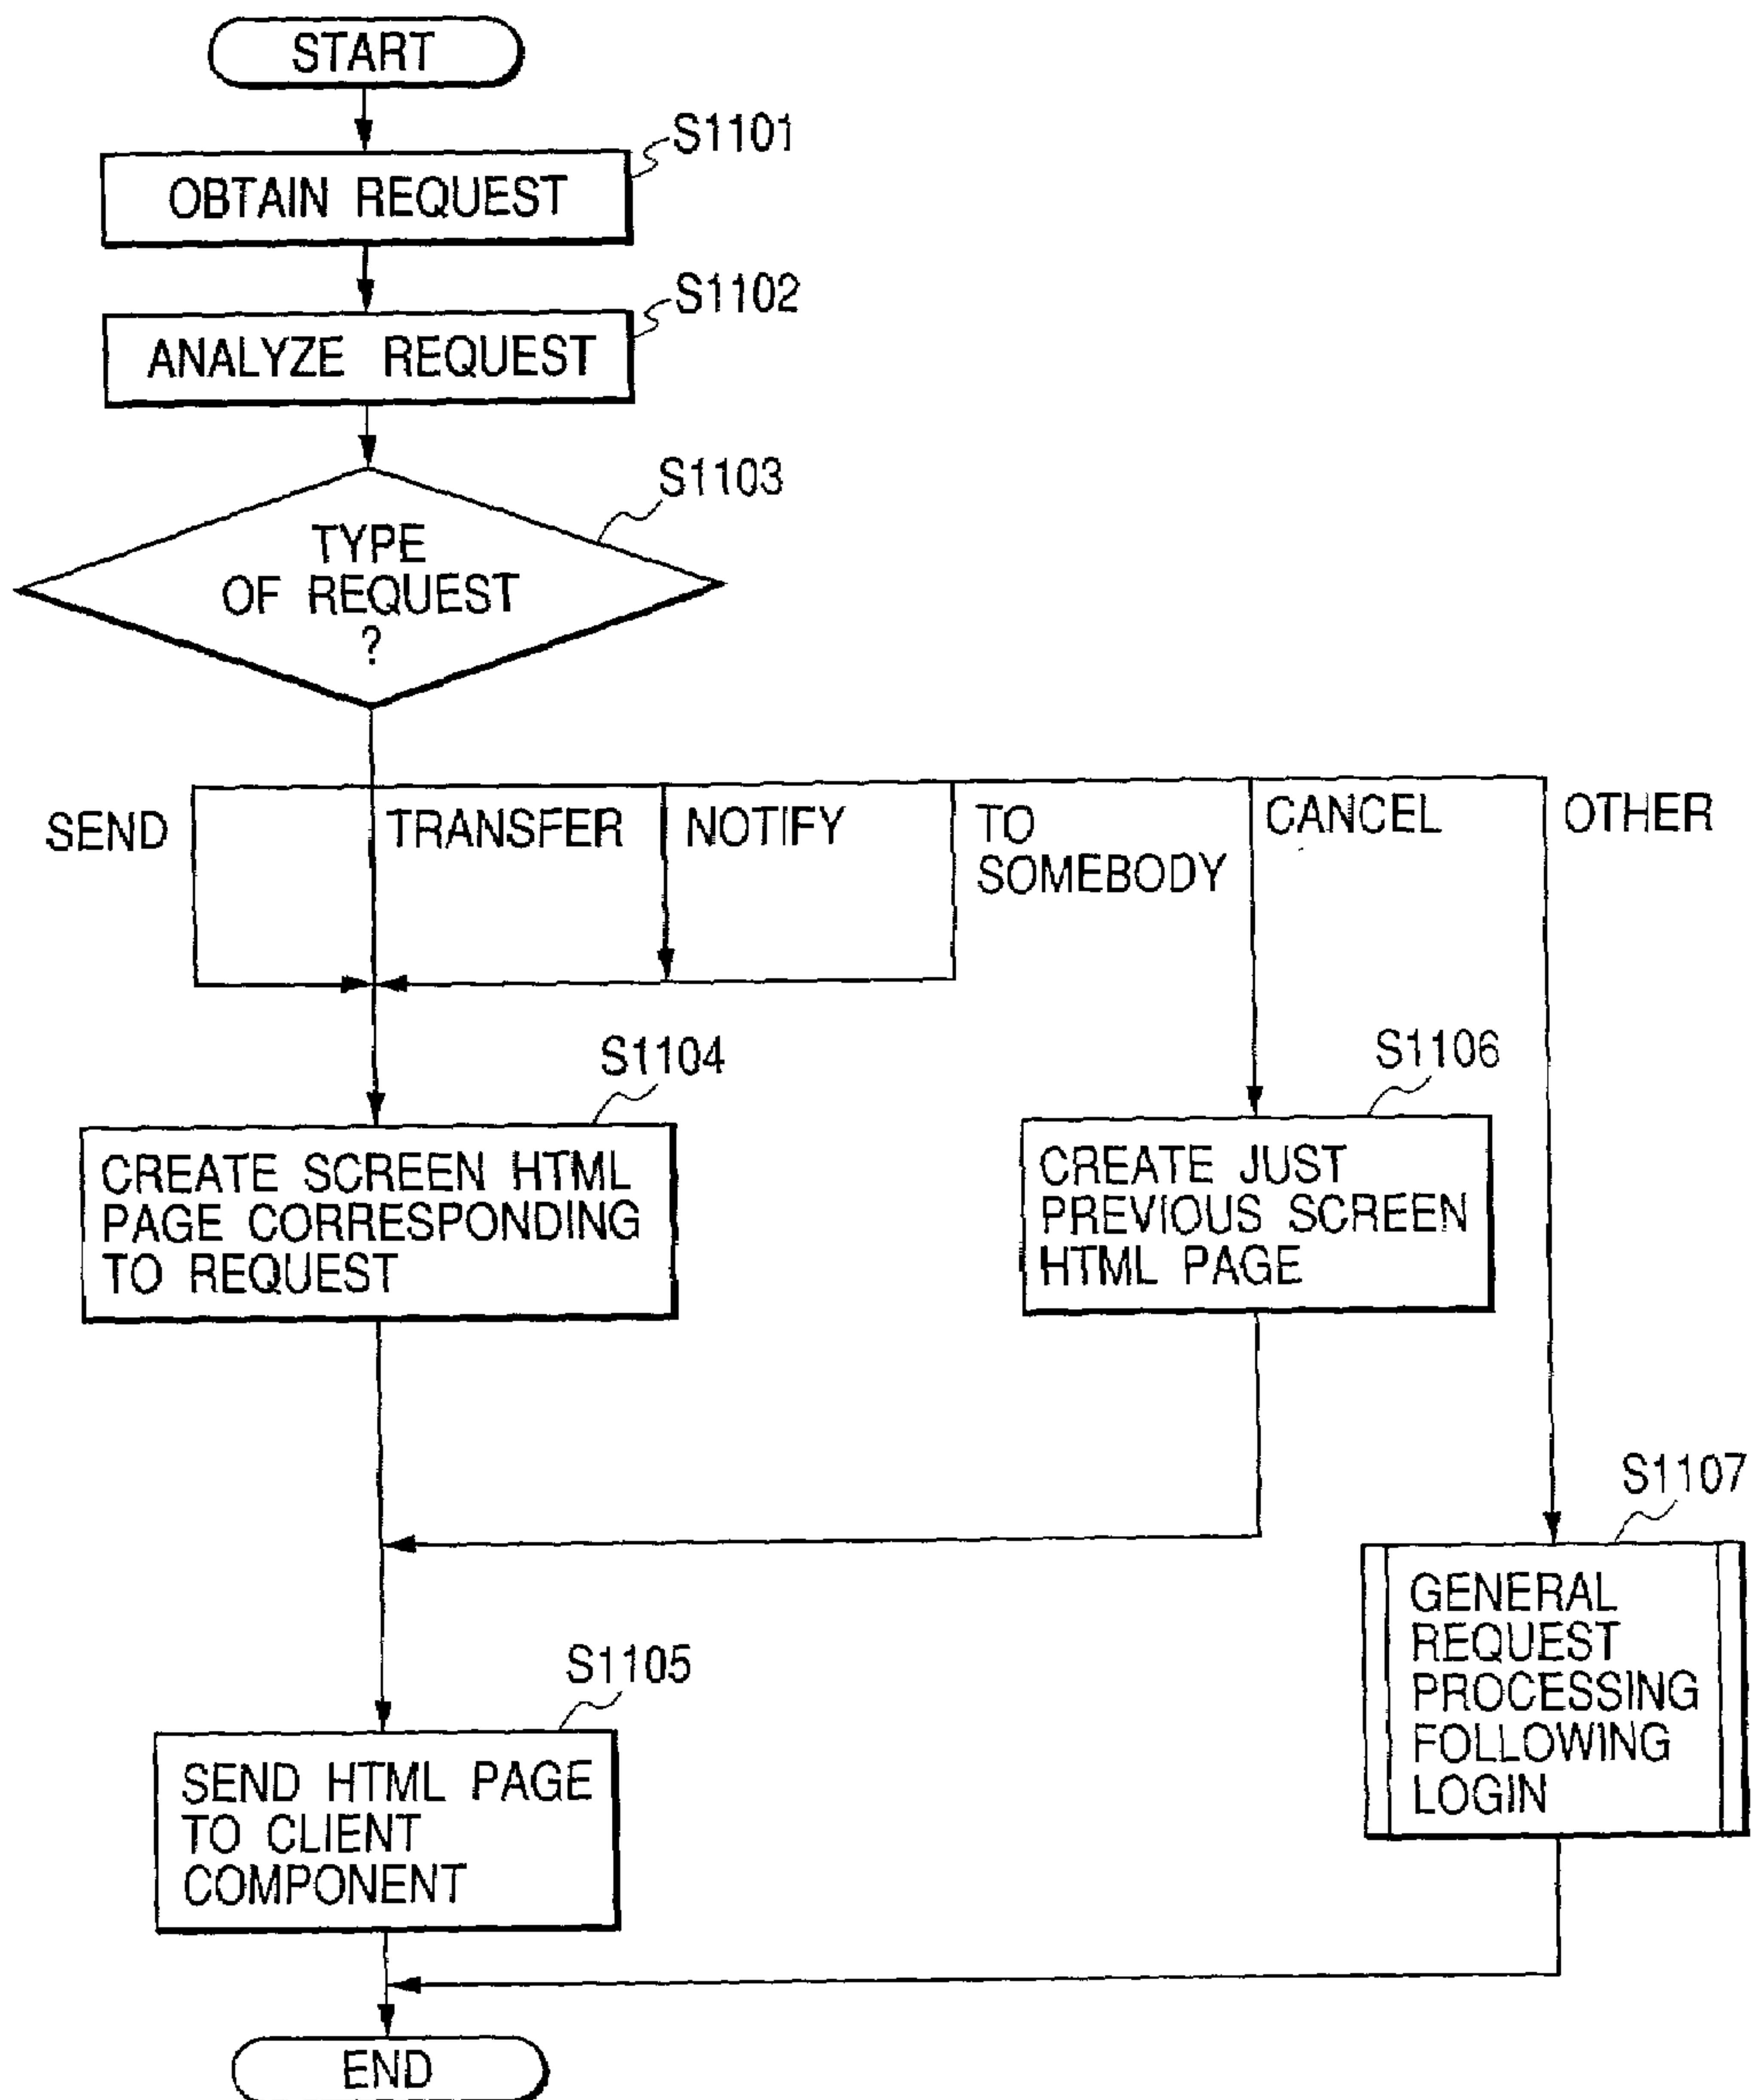 START
S1101
OBTAIN REQUEST
S1102
ANALYZE REQUEST
S1103
TYPE
OF REQUEST
?
SEND
TRANSFER
NOTIFY
TO
SOMEBODY
CANCEL
OTHER
S1104
CREATE SCREEN HTML
PAGE CORRESPONDING
TO REQUEST
S1106
CREATE JUST
PREVIOUS SCREEN
HTML PAGE
S1107
GENERAL
REQUEST
PROCESSING
FOLLOWING
LOGIN
S1105
SEND HTML PAGE
TO CLIENT
COMPONENT
END